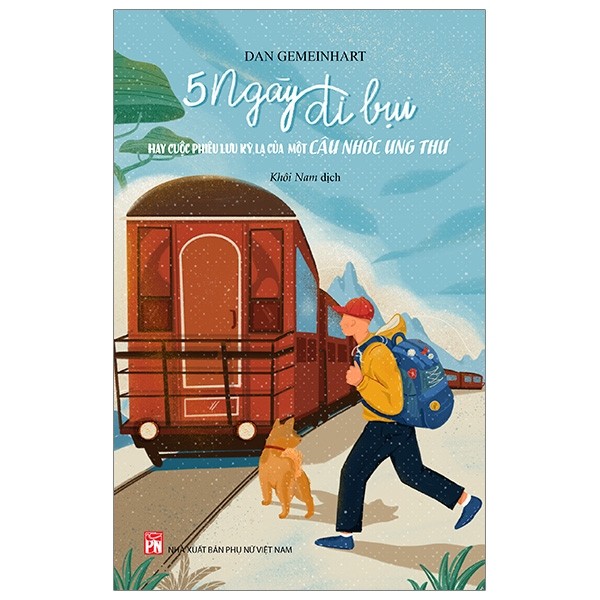 DAN GEMEINHART
5 Ngày đi bụi
HAY CUỘC PHIÊU LƯU KỲ LẠ CỦA MỘT CẬU NHÓC UNG THƯ
Khôi Nam dịch
PN
NHÀ XUẤT BẢN PHỤ NỮ VIỆT NAM